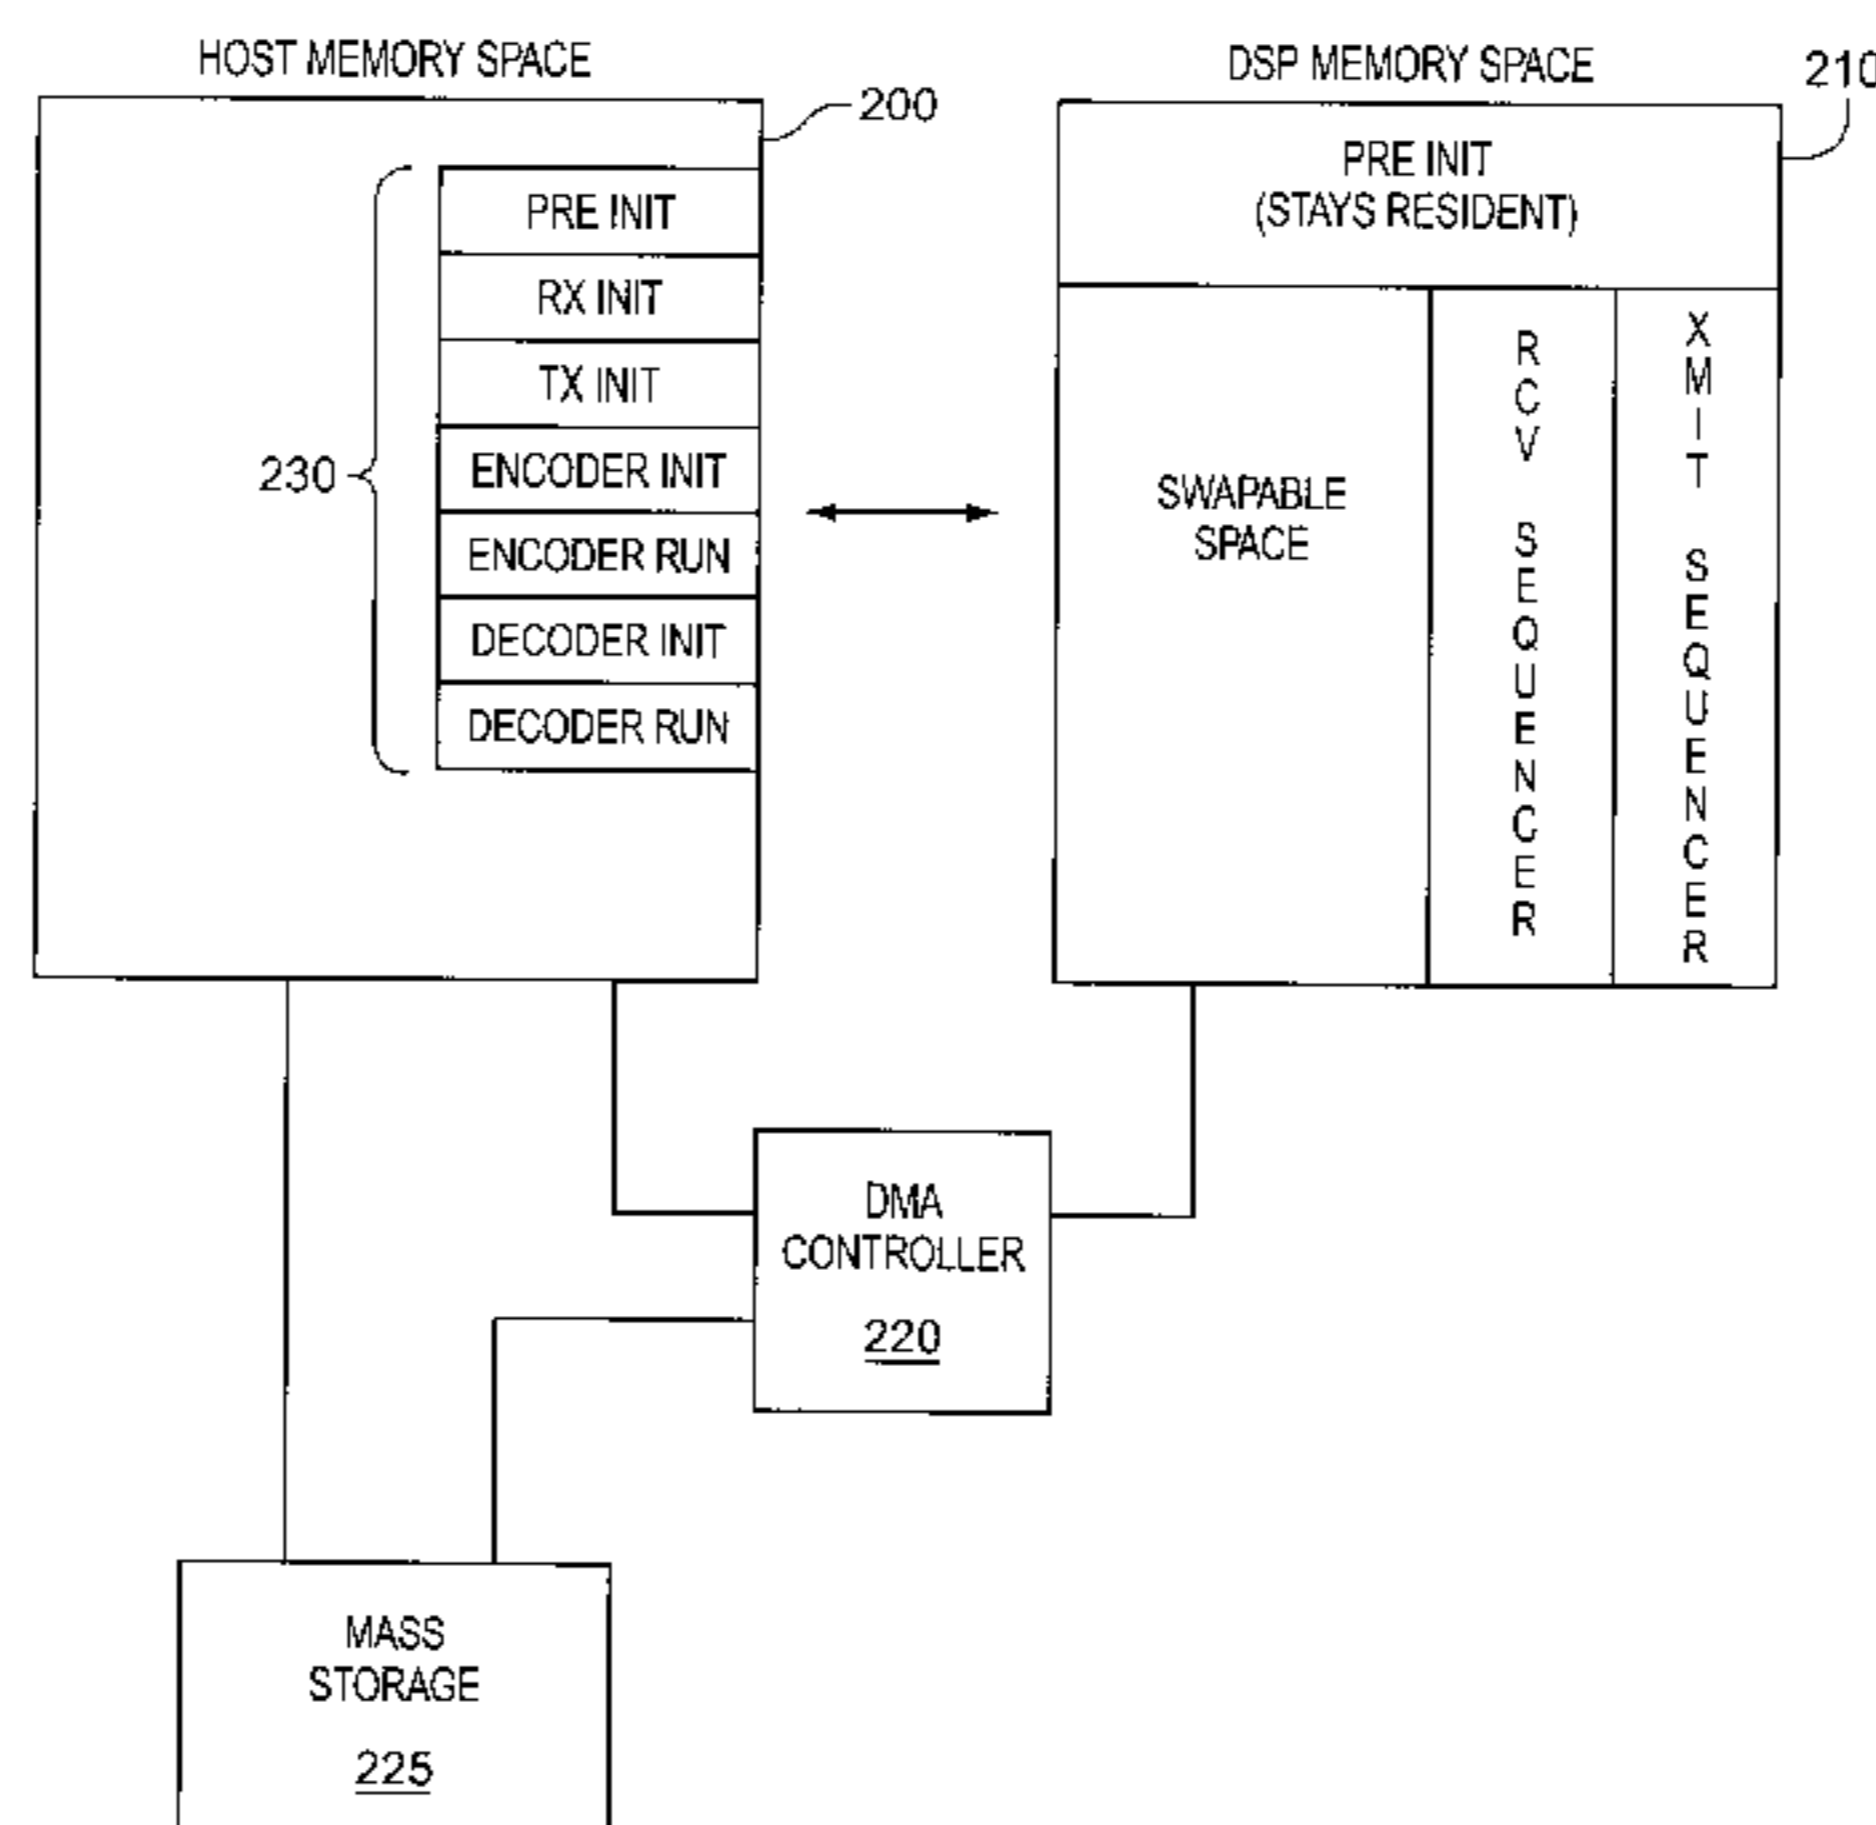 HOST MEMORY SPACE
200
PRE INIT
RX INIT
TX INIT
ENCODER INIT
ENCODER RUN
DECODER INIT
DECODER RUN
230
DSP MEMORY SPACE
210
PRE INIT
(STAYS RESIDENT)
SWAPABLE
SPACE
RCV SEQUENCER
XMIT SEQUENCER
DMA
CONTROLLER
220
MASS
STORAGE
225